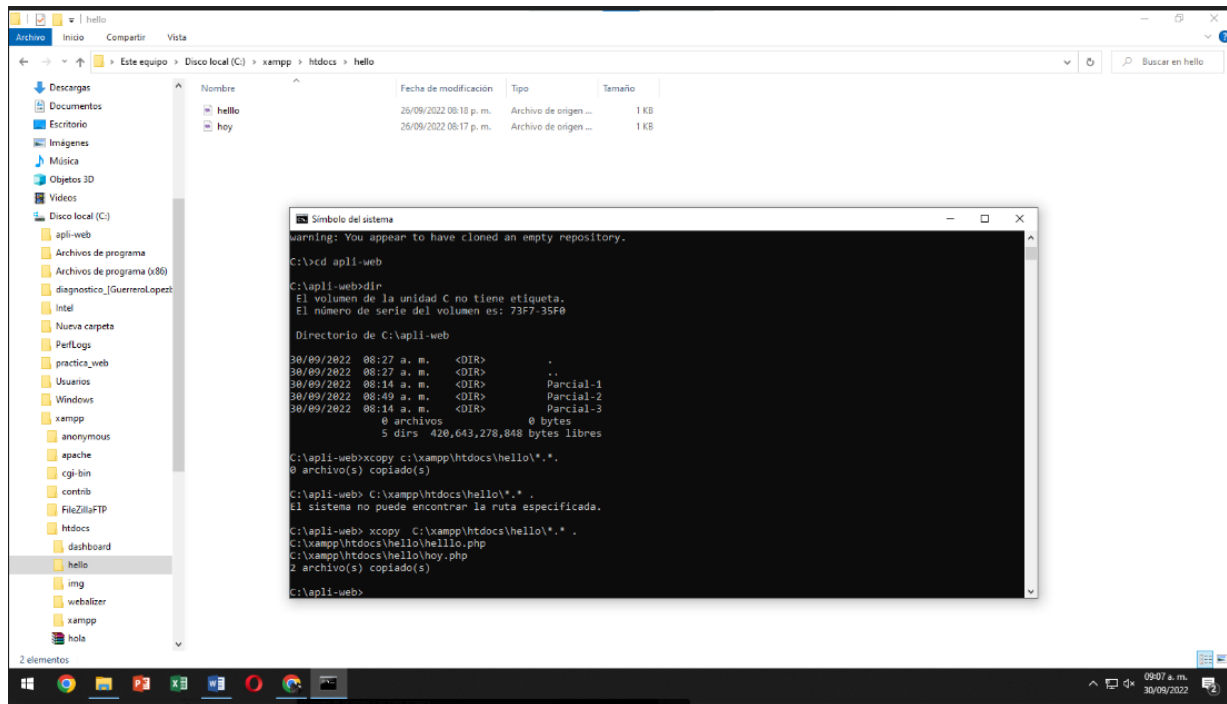 hello
Archivo Inicio Compartir Vista
Este equipo > Disco local (C:) > xampp > htdocs > hello
Buscar en hello
Descargas
Documentos
Escritorio
Imágenes
Música
Objetos 3D
Videos
Disco local (C:)
apli-web
Archivos de programa
Archivos de programa (x86)
diagnostico_[GuerreroLopezb
Intel
Nueva carpeta
PerfLogs
practica_web
Usuarios
Windows
xampp
anonymous
apache
cgi-bin
contrib
FileZillaFTP
htdocs
dashboard
hello
img
webalizer
xampp
hola
Nombre Fecha de modificación Tipo Tamaño
helllo 26/09/2022 08:18 p. m. Archivo de origen ... 1 KB
hoy 26/09/2022 08:17 p. m. Archivo de origen ... 1 KB
Símbolo del sistema
warning: You appear to have cloned an empty repository.
C:\>cd apli-web
C:\apli-web>dir
El volumen de la unidad C no tiene etiqueta.
El número de serie del volumen es: 73F7-35F0
Directorio de C:\apli-web
30/09/2022 08:27 a. m. <DIR> .
30/09/2022 08:27 a. m. <DIR> ..
30/09/2022 08:14 a. m. <DIR> Parcial-1
30/09/2022 08:49 a. m. <DIR> Parcial-2
30/09/2022 08:14 a. m. <DIR> Parcial-3
0 archivos 0 bytes
5 dirs 420,643,278,848 bytes libres
C:\apli-web>xcopy c:\xampp\htdocs\hello\*.*.
0 archivo(s) copiado(s)
C:\apli-web> C:\xampp\htdocs\hello\*.* .
El sistema no puede encontrar la ruta especificada.
C:\apli-web> xcopy C:\xampp\htdocs\hello\*.* .
C:\xampp\htdocs\hello\helllo.php
C:\xampp\htdocs\hello\hoy.php
2 archivo(s) copiado(s)
C:\apli-web>
2 elementos
09:07 a. m.
30/09/2022